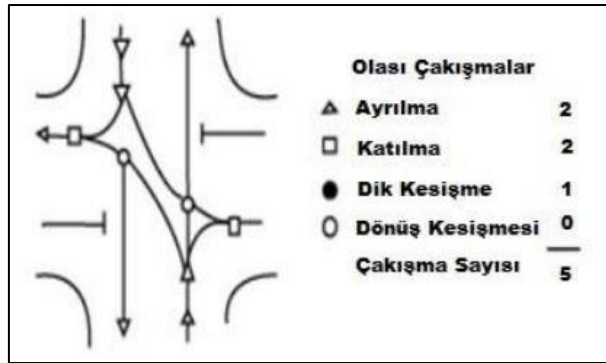 Olası Çakışmalar
Ayrılma 2
Katılma 2
Dik Kesişme 1
Dönüş Kesişmesi 0
Çakışma Sayısı 5